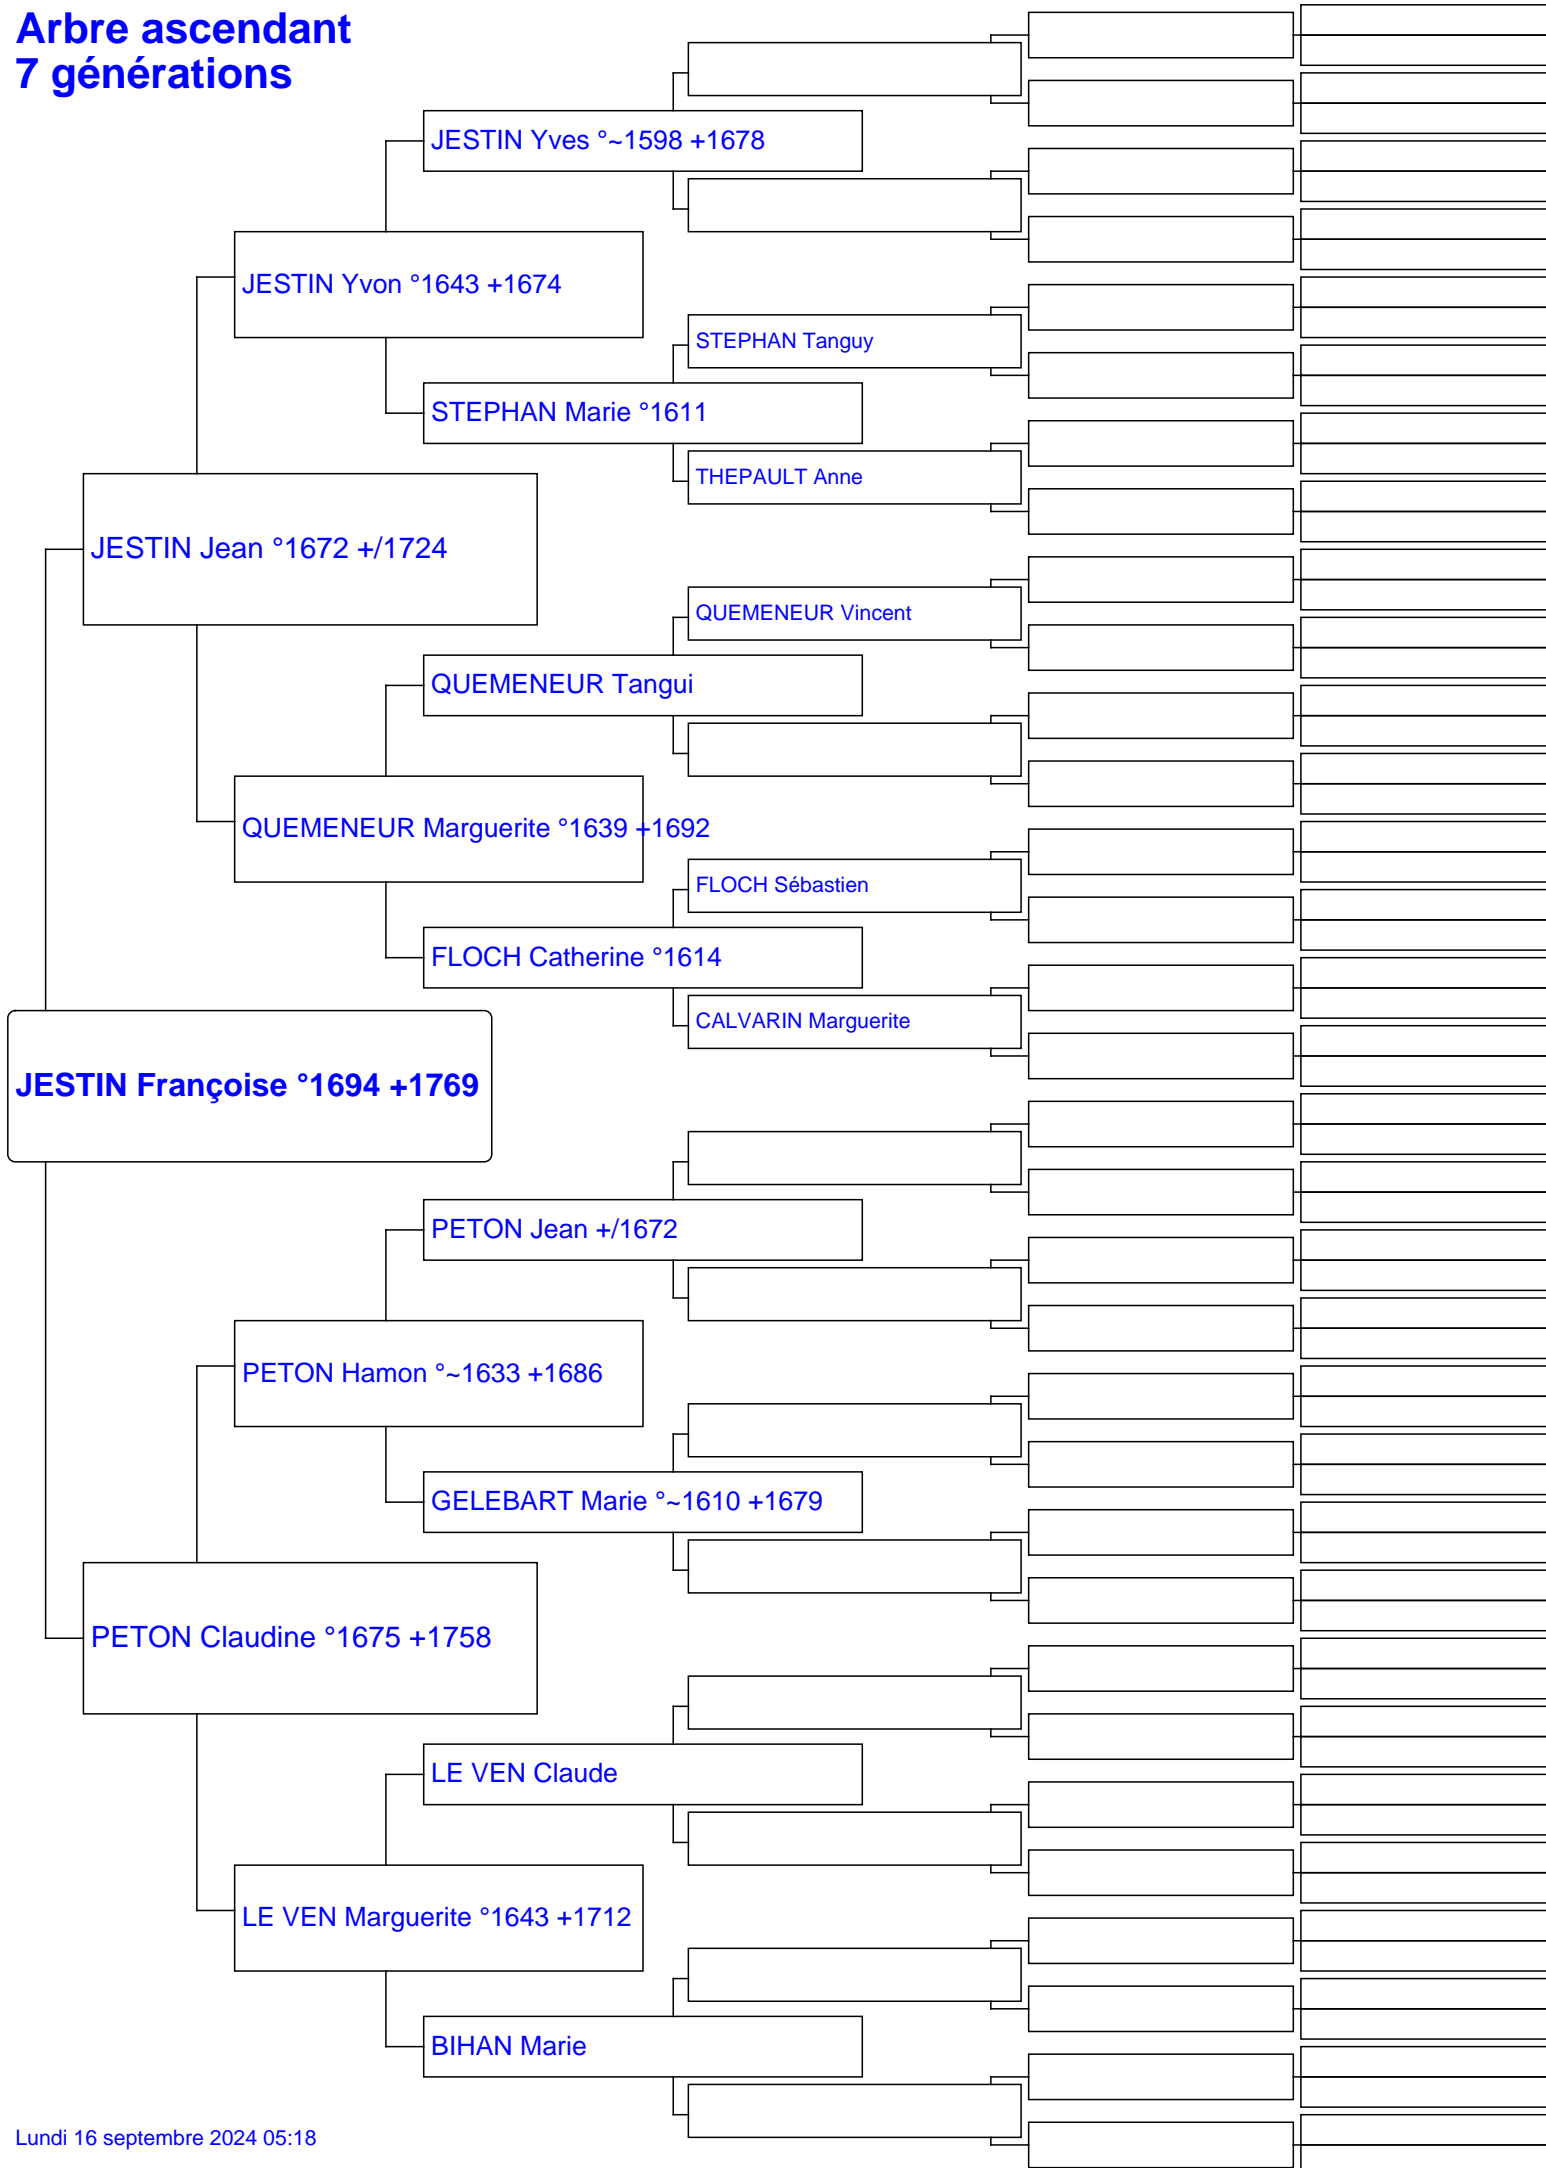 Arbre ascendant
7 générations
JESTIN Yves °~1598 +1678
JESTIN Yvon °1643 +1674
STEPHAN Tanguy
STEPHAN Marie °1611
THEPAULT Anne
JESTIN Jean °1672 +/1724
QUEMENEUR Vincent
QUEMENEUR Tangui
QUEMENEUR Marguerite °1639 +1692
FLOCH Sébastien
FLOCH Catherine °1614
CALVARIN Marguerite
JESTIN Françoise °1694 +1769
PETON Jean +/1672
PETON Hamon °~1633 +1686
GELEBART Marie °~1610 +1679
PETON Claudine °1675 +1758
LE VEN Claude
LE VEN Marguerite °1643 +1712
BIHAN Marie
Lundi 16 septembre 2024 05:18